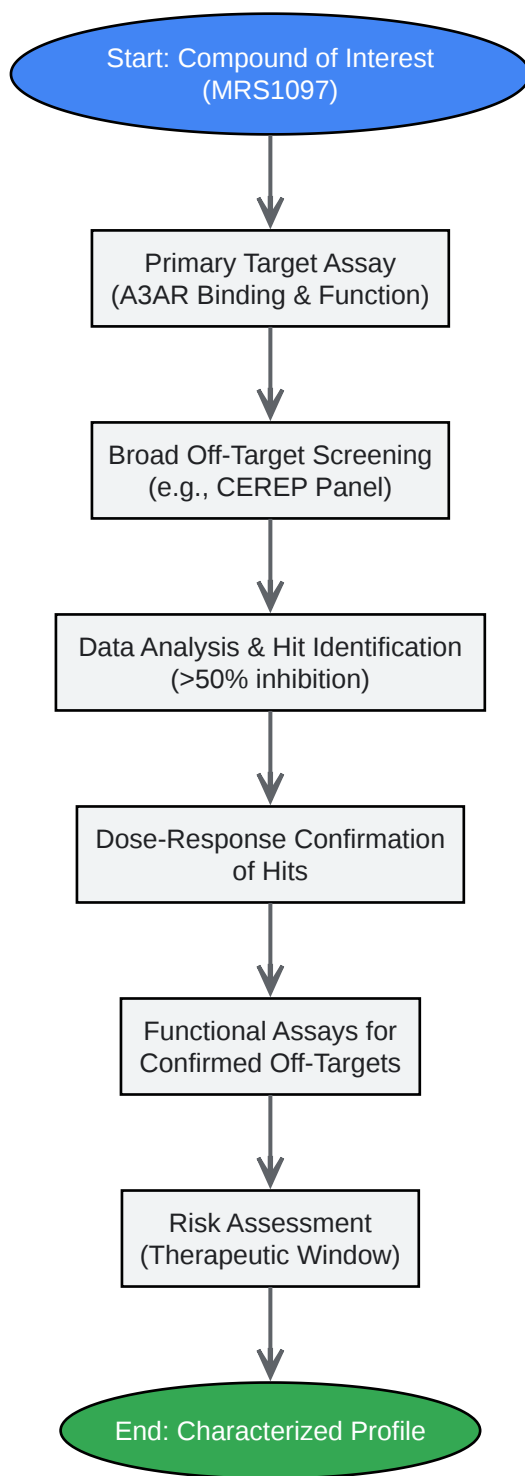 Start: Compound of Interest
(MRS1097)
Primary Target Assay
(A3AR Binding & Function)
Broad Off-Target Screening
(e.g., CEREP Panel)
Data Analysis & Hit Identification
(>50% inhibition)
Dose-Response Confirmation
of Hits
Functional Assays for
Confirmed Off-Targets
Risk Assessment
(Therapeutic Window)
End: Characterized Profile